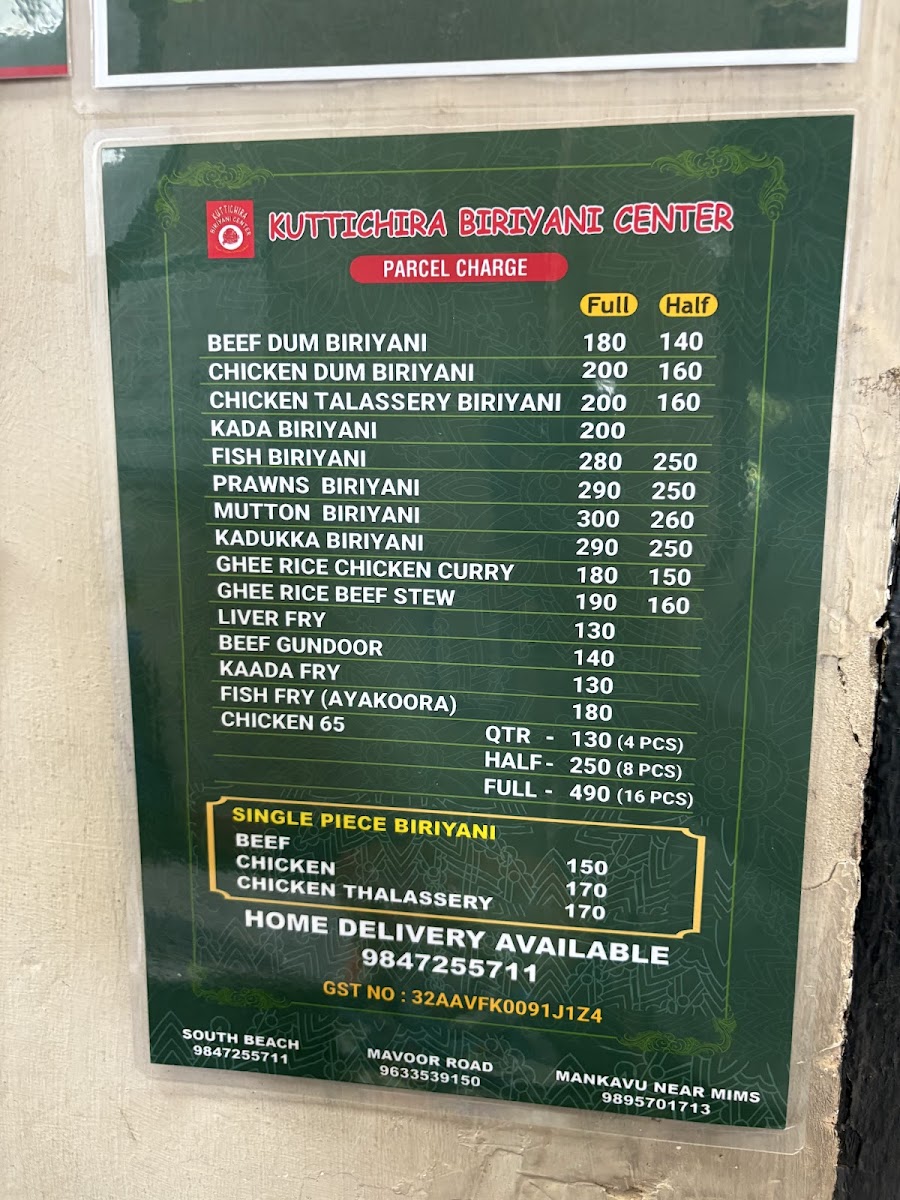 KUTTICHIRA
BIRIYANI CENTER
KUTTICHIRA BIRIYANI CENTER
PARCEL CHARGE
Full Half
BEEF DUM BIRIYANI 180 140
CHICKEN DUM BIRIYANI 200 160
CHICKEN TALASSERY BIRIYANI 200 160
KADA BIRIYANI 200
FISH BIRIYANI 280 250
PRAWNS BIRIYANI 290 250
MUTTON BIRIYANI 300 260
KADUKKA BIRIYANI 290 250
GHEE RICE CHICKEN CURRY 180 150
GHEE RICE BEEF STEW 190 160
LIVER FRY 130
BEEF GUNDOOR 140
KAADA FRY 130
FISH FRY (AYAKOORA) 180
CHICKEN 65 QTR - 130 (4 PCS)
HALF - 250 (8 PCS)
FULL - 490 (16 PCS)
SINGLE PIECE BIRIYANI
BEEF 150
CHICKEN 170
CHICKEN THALASSERY 170
HOME DELIVERY AVAILABLE
9847255711
GST NO : 32AAVFK0091J1Z4
SOUTH BEACH
9847255711
MAVOOR ROAD
9633539150
MANKAVU NEAR MIMS
9895701713